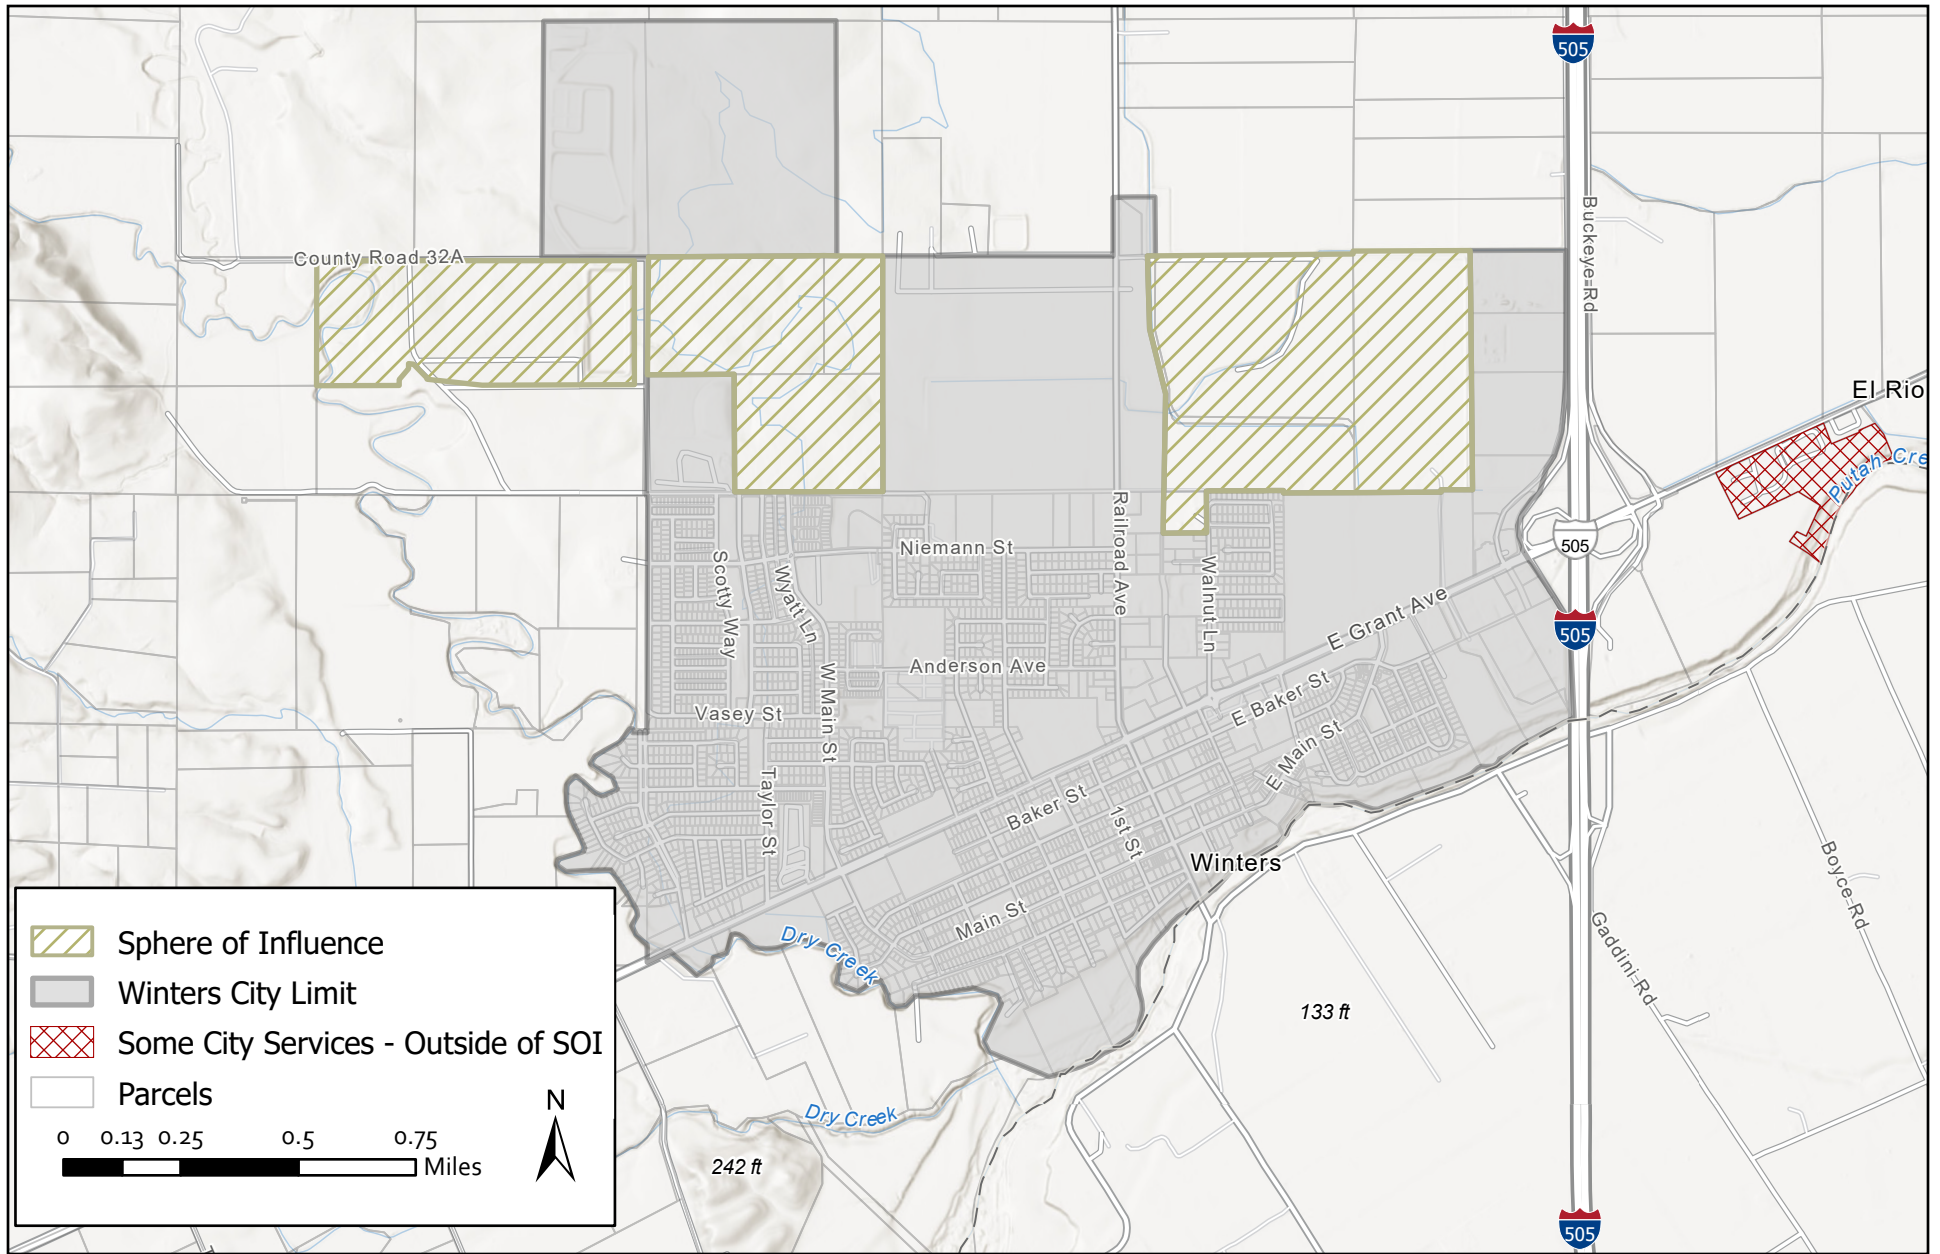 505
Buckeye Rd
County Road 32A
El Rio
Putah Cre
Railroad Ave
505
Niemann St
Scotty Way
Wyatt Ln
Walnut Ln
E Grant Ave
505
Anderson Ave
W Main St
E Baker St
Vasey St
E Main St
Taylor St
Baker St
1st St
Winters
Boyce Rd
Main St
Dry Creek
Gaddini Rd
133 ft
Dry Creek
242 ft
505
Sphere of Influence
Winters City Limit
Some City Services - Outside of SOI
Parcels
N
0 0.13 0.25 0.5 0.75
Miles